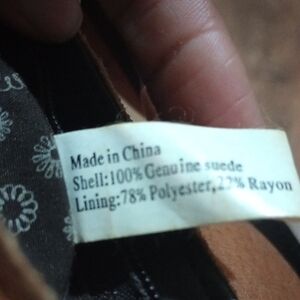 Made in China
Shell:100% Genuine suede
Lining:78% Polyester,22% Rayon